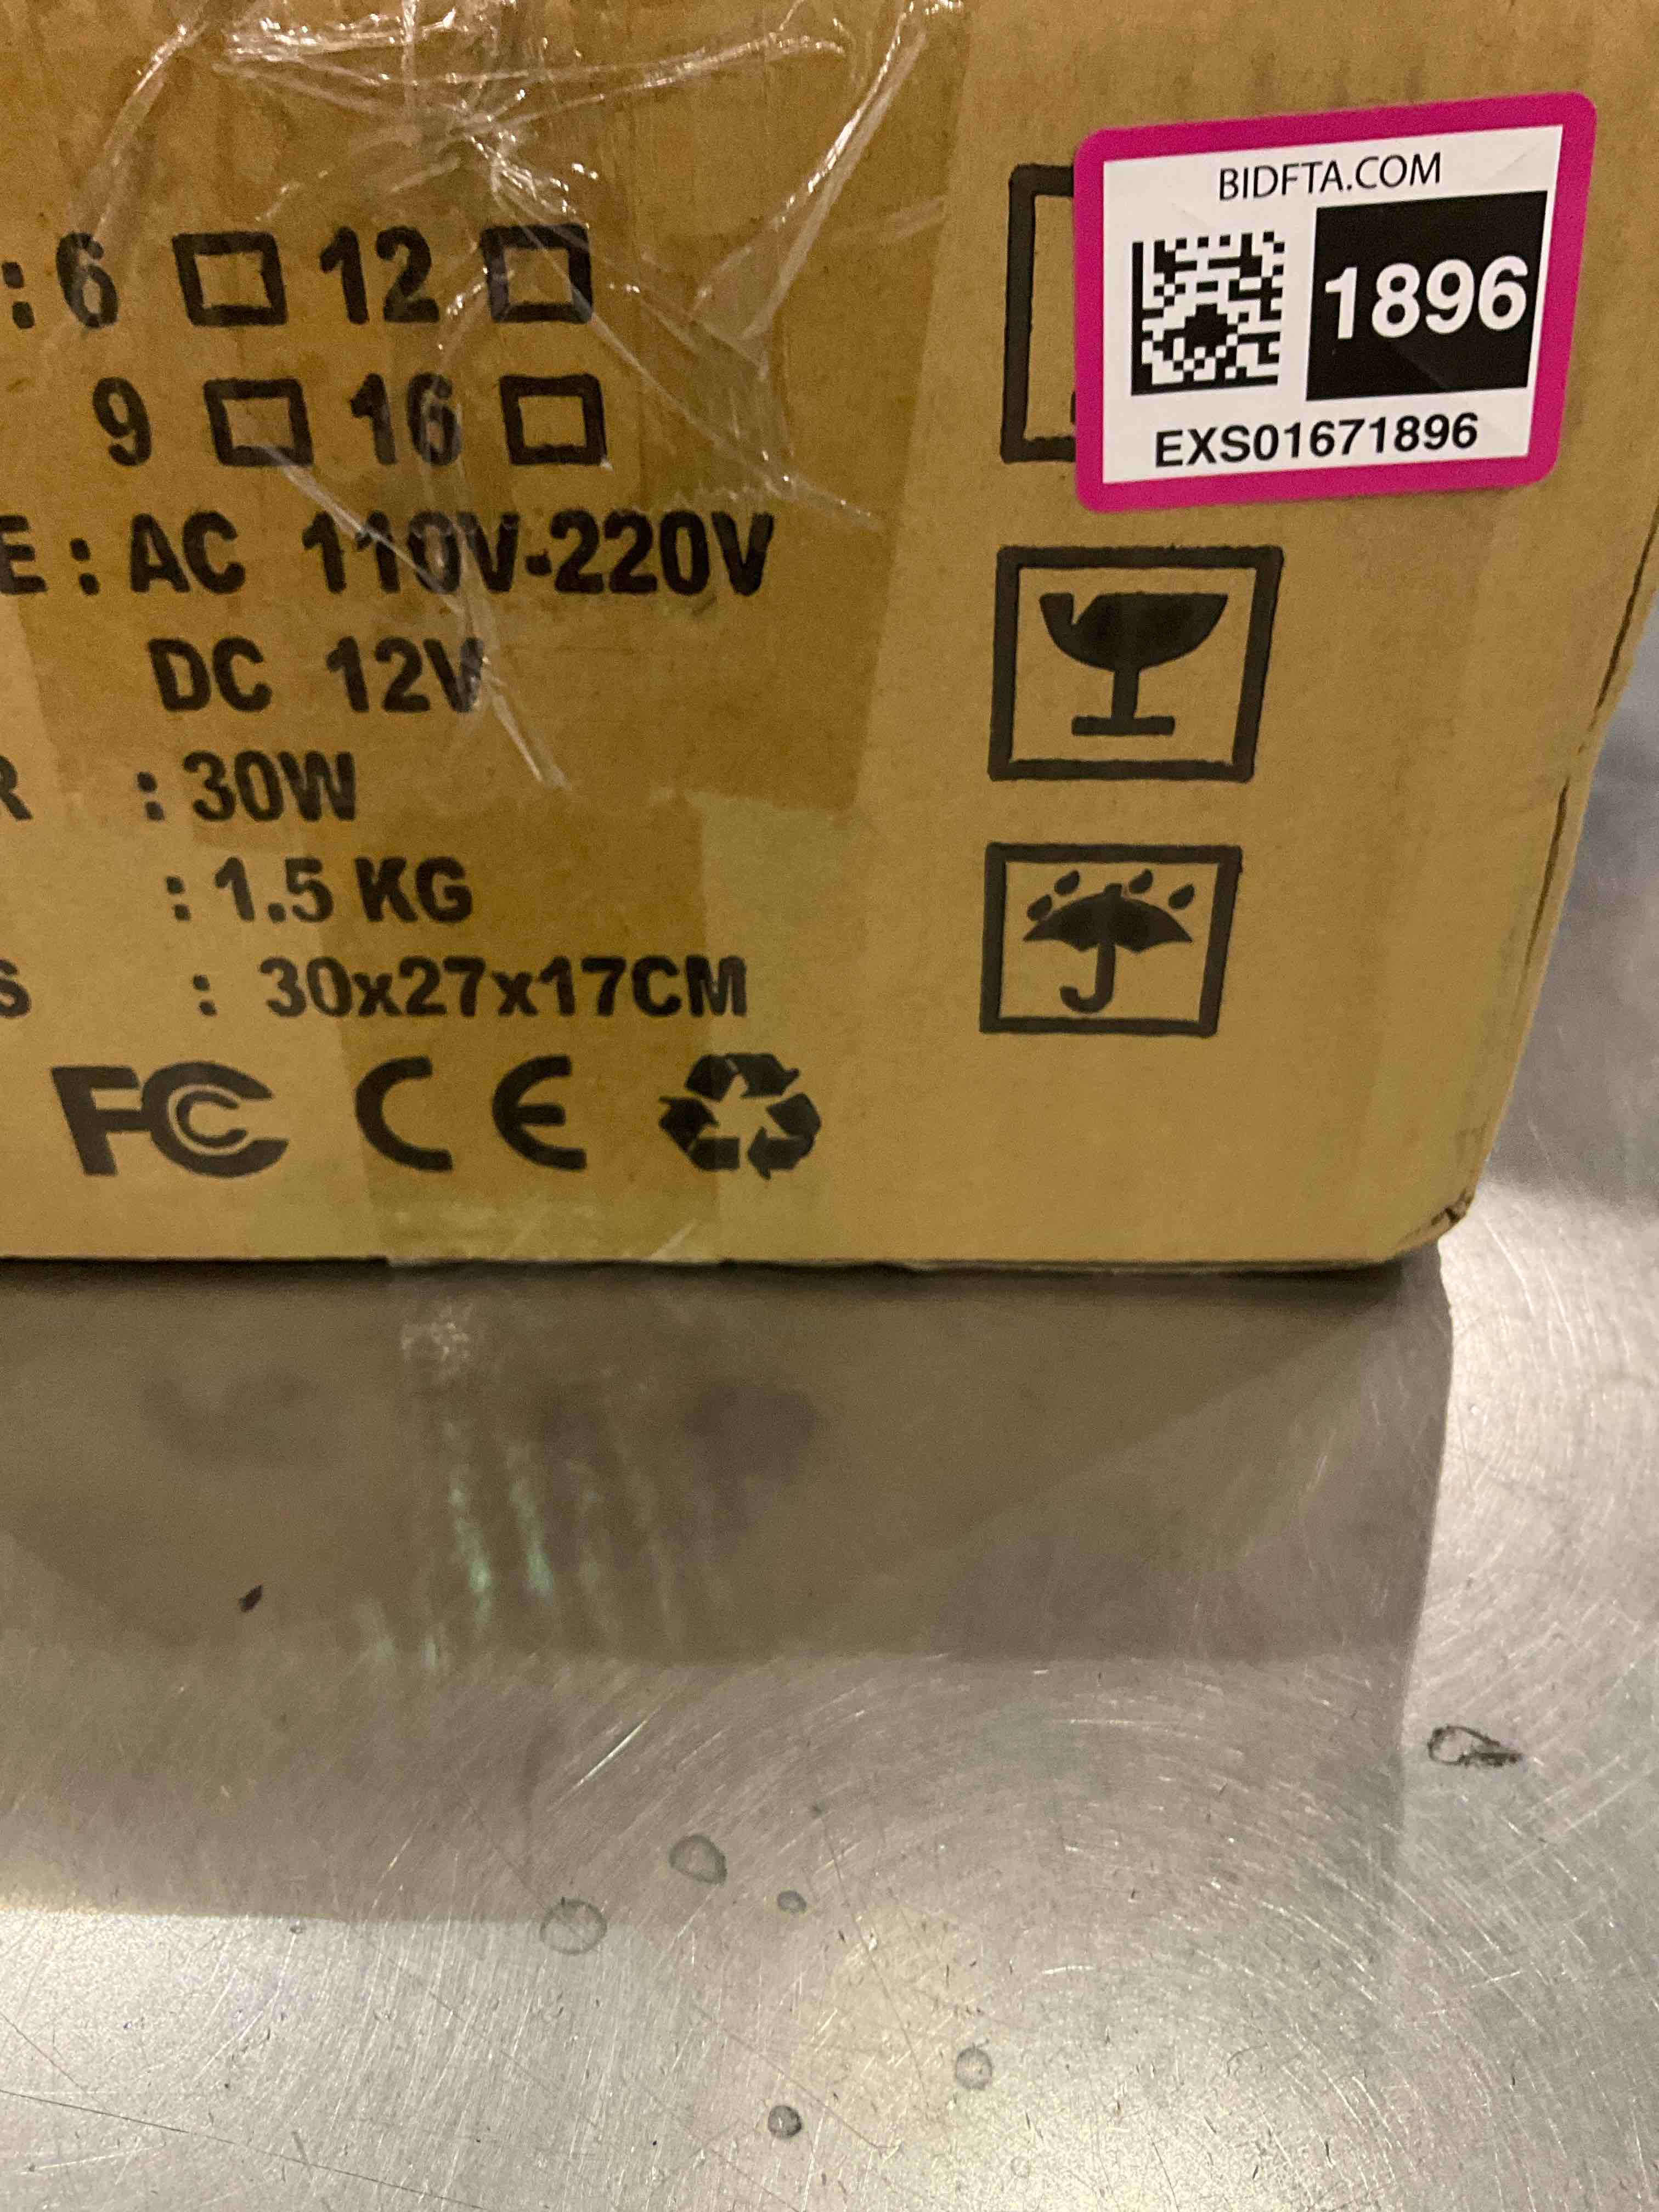 BIDFTA.COM
1896
EXS01671896
: 6 12
9 16
E : AC 110V-220V
DC 12V
R : 30W
: 1.5 KG
S : 30x27x17CM
FC CE